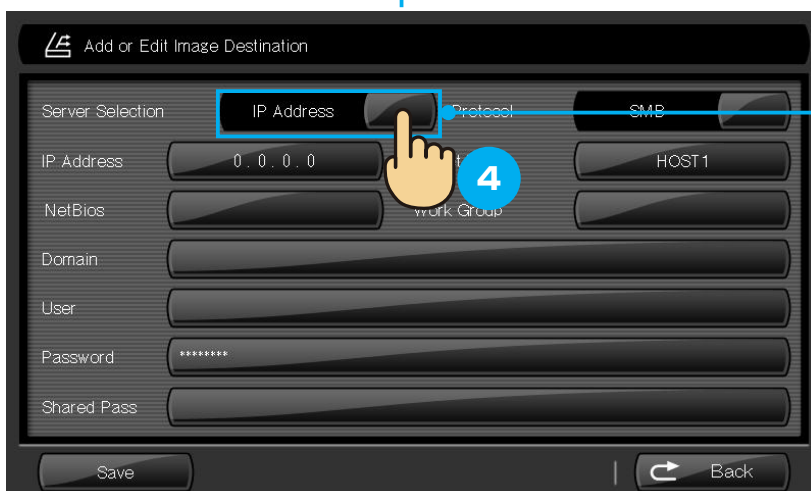 Add or Edit Image Destination
Server Selection IP Address Protocol SMB
IP Address 0.0.0.0 HOST1
4
NetBios Work Group
Domain
User
Password ********
Shared Pass
Save Back